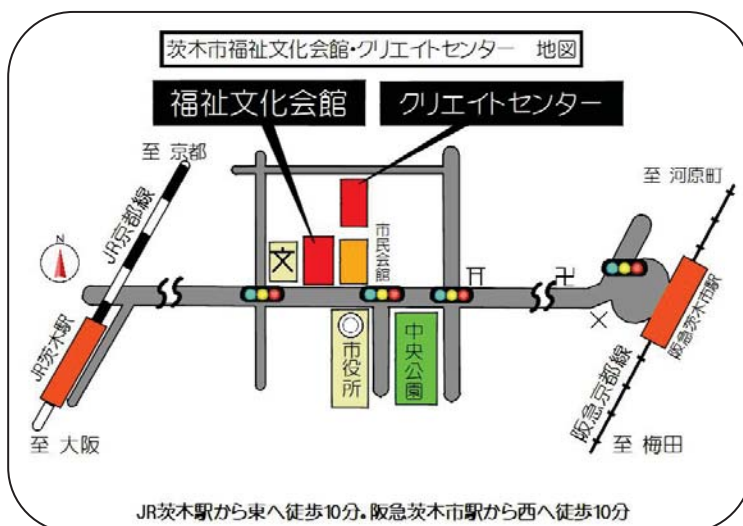 茨木市福祉文化会館・クリエイトセンター　地図
福祉文化会館
クリエイトセンター
至 京都
至 河原町
JR京都線
N
文
市民会館
JR茨木駅
阪急茨木市駅
市役所
中央公園
阪急京都線
至 大阪
至 梅田
JR茨木駅から東へ徒歩10分。阪急茨木市駅から西へ徒歩10分